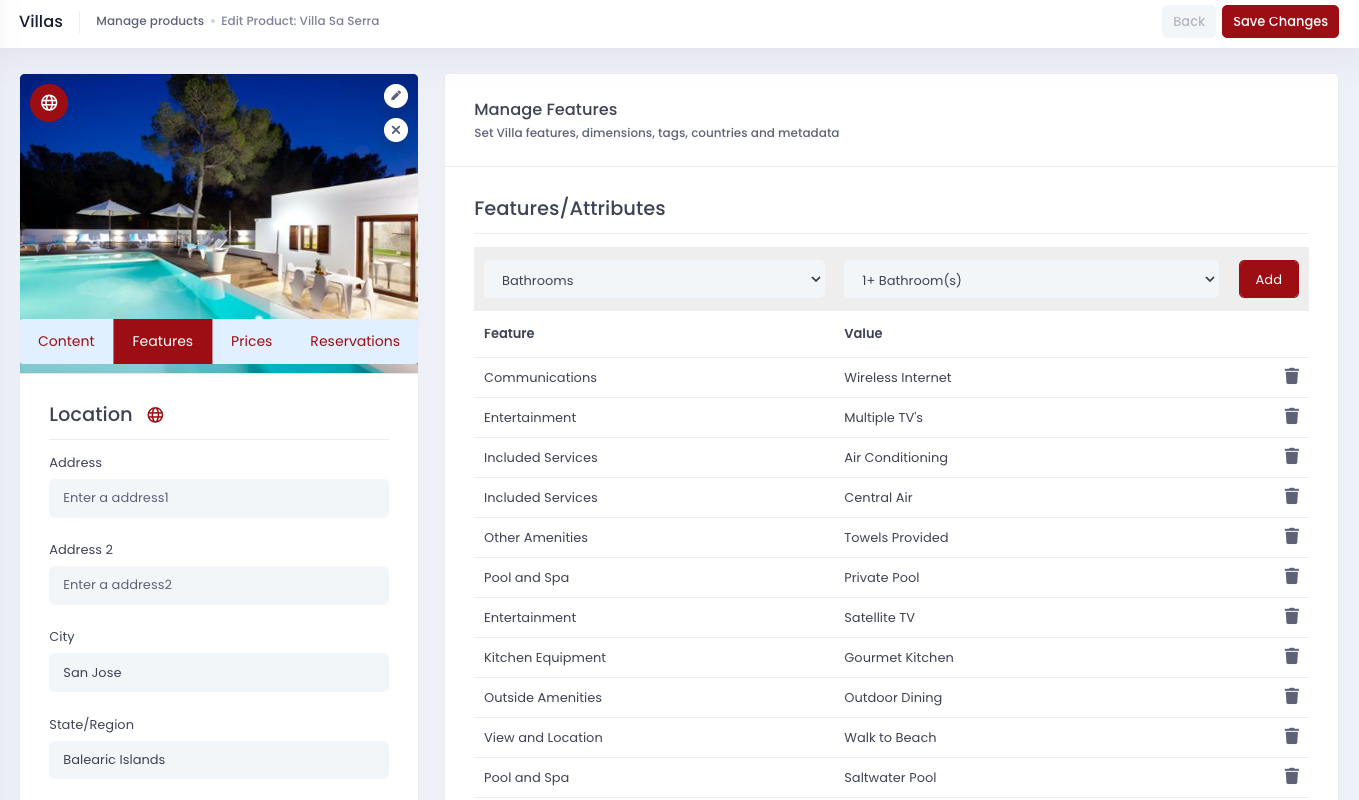 Villas
Manage products • Edit Product: Villa Sa Serra
Back
Save Changes
Content
Features
Prices
Reservations
Location
Address
Enter a address1
Address 2
Enter a address2
City
San Jose
State/Region
Balearic Islands
Manage Features
Set Villa features, dimensions, tags, countries and metadata
Features/Attributes
Bathrooms
1+ Bathroom(s)
Add
Feature Value
Communications Wireless Internet
Entertainment Multiple TV's
Included Services Air Conditioning
Included Services Central Air
Other Amenities Towels Provided
Pool and Spa Private Pool
Entertainment Satellite TV
Kitchen Equipment Gourmet Kitchen
Outside Amenities Outdoor Dining
View and Location Walk to Beach
Pool and Spa Saltwater Pool